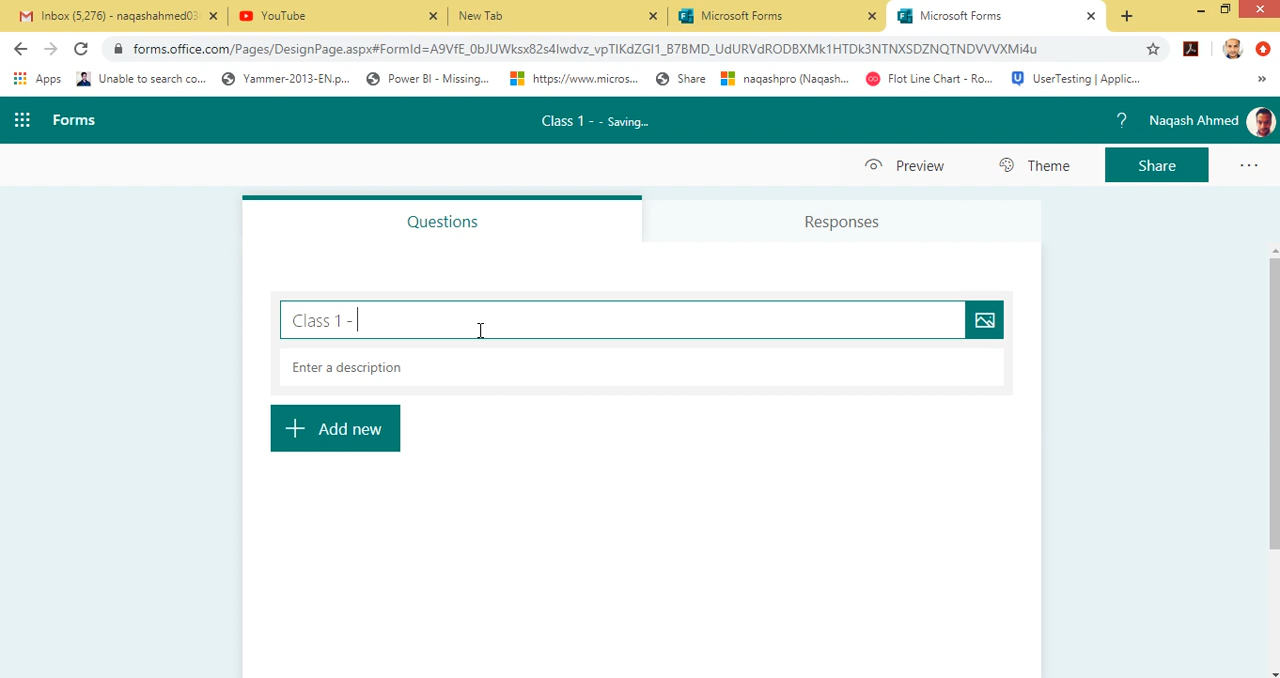 Inbox (5,276) - naqashahmed03
YouTube
New Tab
Microsoft Forms
Microsoft Forms
forms.office.com/Pages/DesignPage.aspx#FormId=A9VfE_0bJUWksx82s4Iwdvz_vpTIKdZGI1_B7BMD_UdURVdRODBXMk1HTDk3NTNXSDZNQTNDVVVXMi4u
Apps
Unable to search co...
Yammer-2013-EN.p...
Power BI - Missing...
https://www.micros...
Share
naqashpro (Naqash...
Flot Line Chart - Ro...
UserTesting | Applic...
»
Forms
Class 1 - - Saving...
?
Naqash Ahmed
Preview
Theme
Share
...
Questions
Responses
Class 1 -
Enter a description
Add new